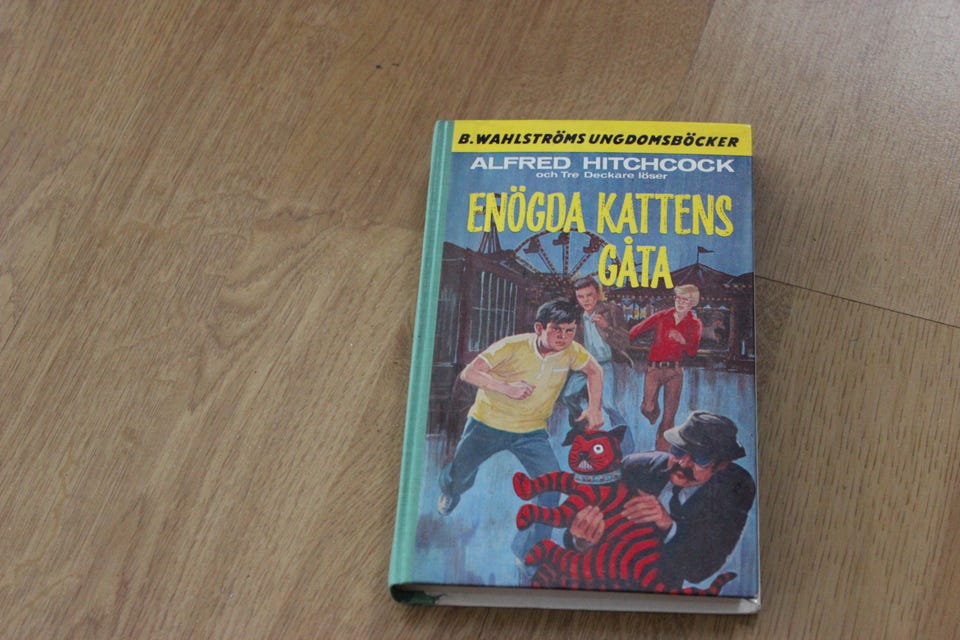 B. WAHLSTRÖMS UNGDOMSBÖCKER
ALFRED HITCHCOCK
och Tre Deckare löser
ENÖGDA KATTENS
GÅTA